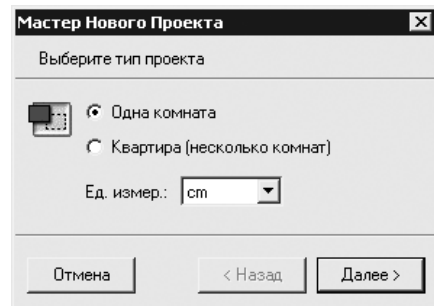 Мастер Нового Проекта
Выберите тип проекта
Одна комната
Квартира (несколько комнат)
Ед. измер.: cm
Отмена < Назад Далее >